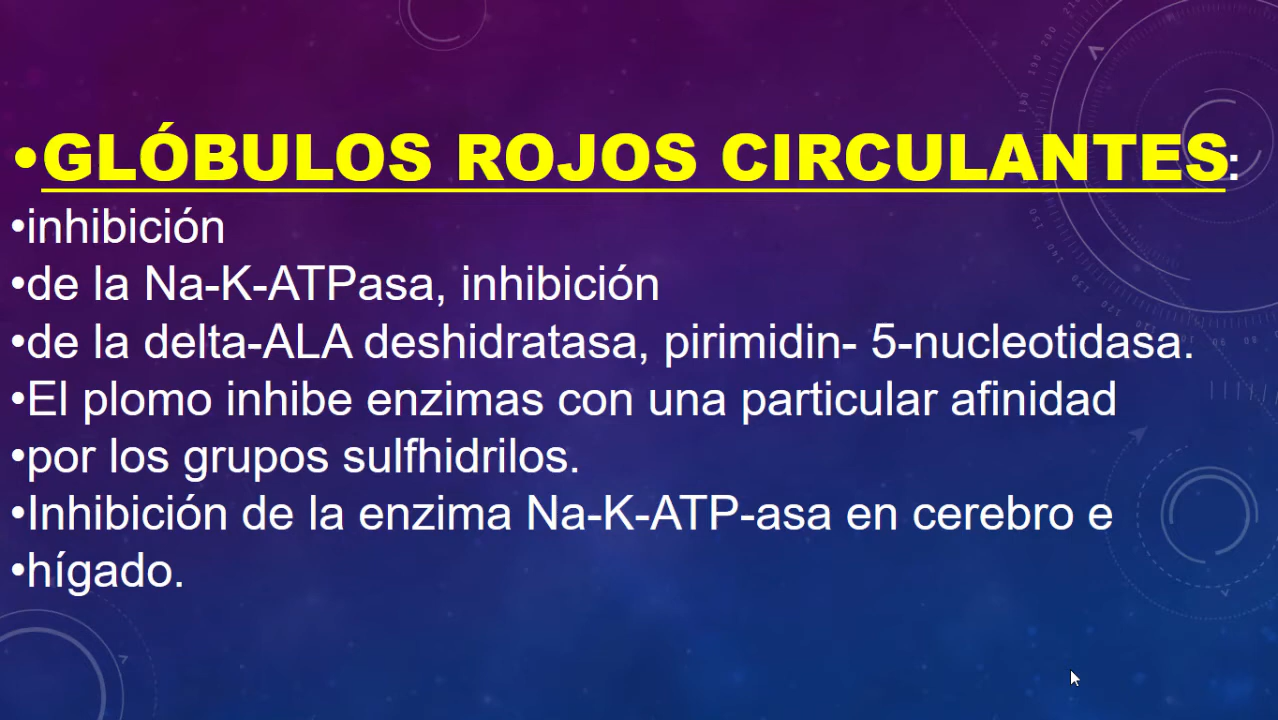 •GLÓBULOS ROJOS CIRCULANTES:
•inhibición
•de la Na-K-ATPasa, inhibición
•de la delta-ALA deshidratasa, pirimidin- 5-nucleotidasa.
•El plomo inhibe enzimas con una particular afinidad
•por los grupos sulfhidrilos.
•Inhibición de la enzima Na-K-ATP-asa en cerebro e
•hígado.